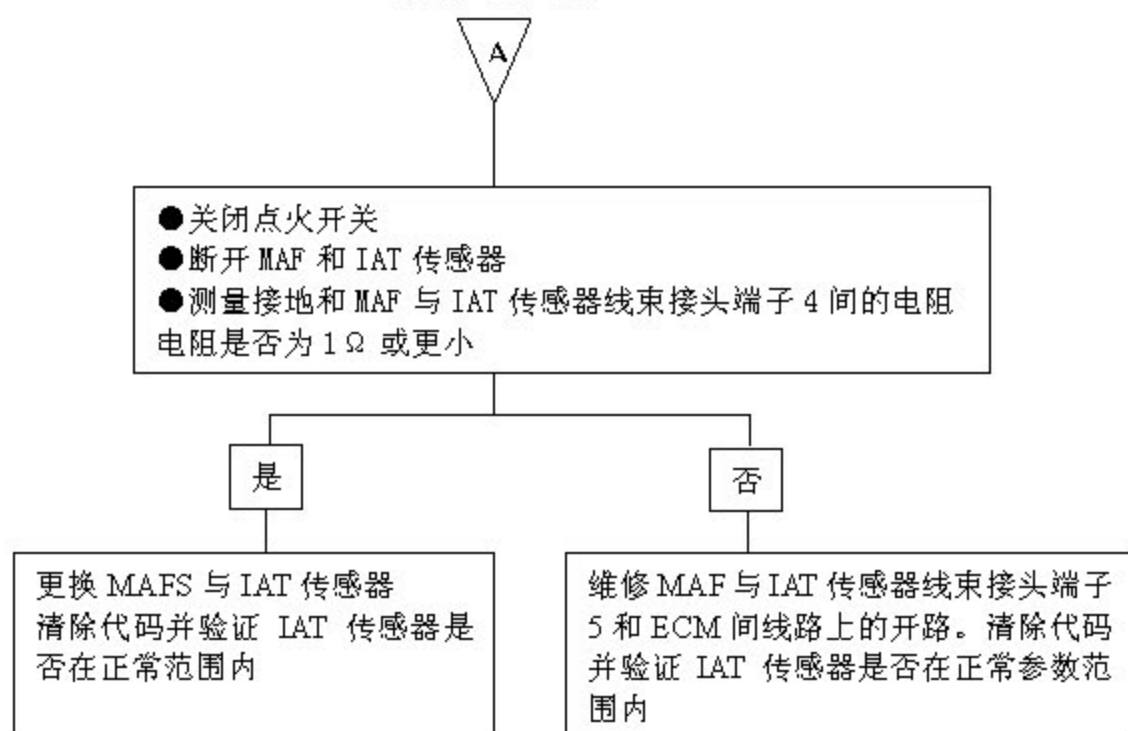 A
●关闭点火开关
●断开 MAF 和 IAT 传感器
●测量接地和 MAF 与 IAT 传感器线束接头端子 4 间的电阻
电阻是否为 1Ω 或更小
是
否
更换 MAFS 与 IAT 传感器
清除代码并验证 IAT 传感器是
否在正常范围内
维修 MAF 与 IAT 传感器线束接头端子
5 和 ECM 间线路上的开路。清除代码
并验证 IAT 传感器是否在正常参数范
围内